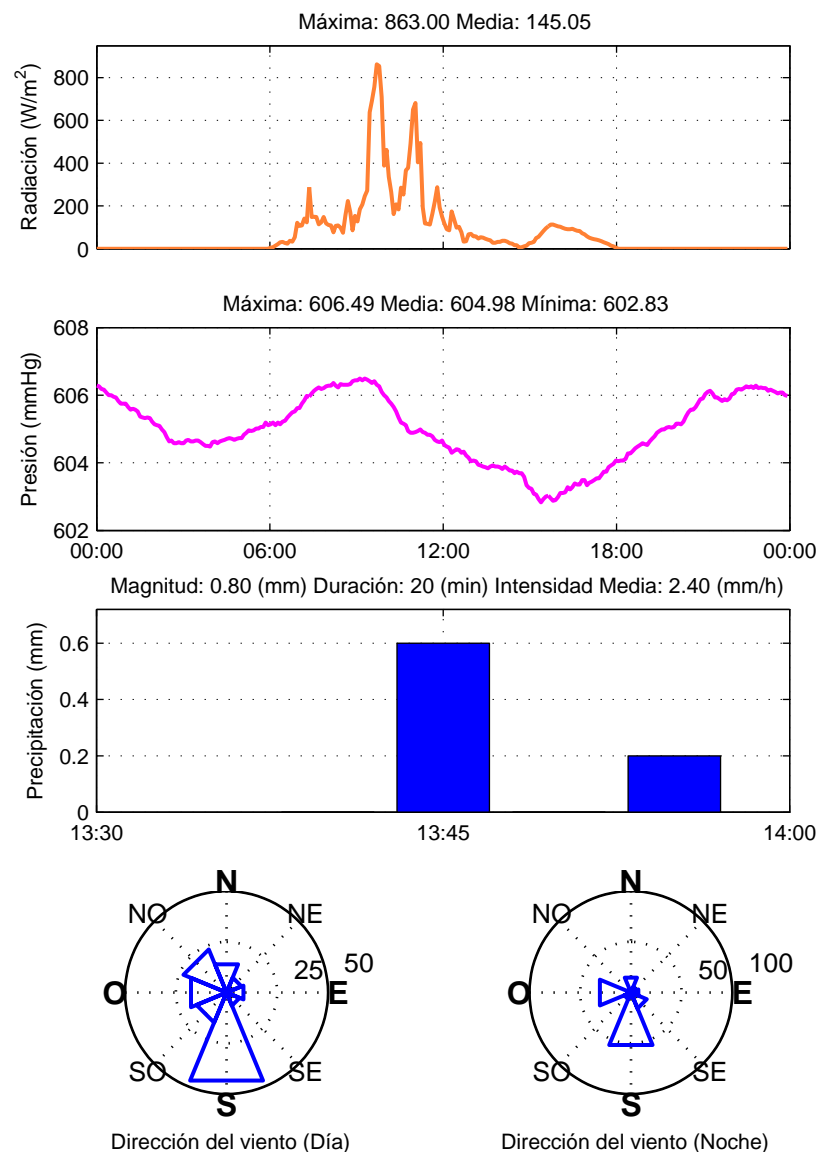 Máxima: 863.00 Media: 145.05
800
600
400
200
0
Radiación (W/m²)
Máxima: 606.49 Media: 604.98 Mínima: 602.83
608
606
604
602
Presión (mmHg)
00:00 06:00 12:00 18:00 00:00
Magnitud: 0.80 (mm) Duración: 20 (min) Intensidad Media: 2.40 (mm/h)
0.6
0.4
0.2
0
Precipitación (mm)
13:30 13:45 14:00
N
NO NE
25 50
O E
SO SE
S
Dirección del viento (Día)
N
NO NE
50 100
O E
SO SE
S
Dirección del viento (Noche)